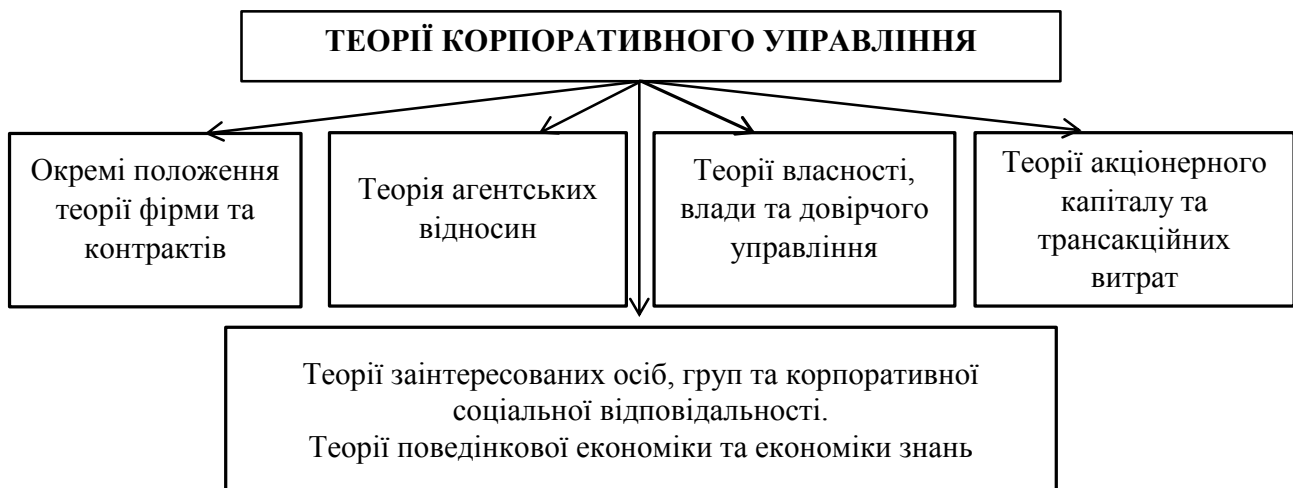 ТЕОРІЇ КОРПОРАТИВНОГО УПРАВЛІННЯ
Окремі положення
теорії фірми та
контрактів
Теорія агентських
відносин
Теорії власності,
влади та довірчого
управління
Теорії акціонерного
капіталу та
трансакційних
витрат
Теорії заінтересованих осіб, груп та корпоративної
соціальної відповідальності.
Теорії поведінкової економіки та економіки знань